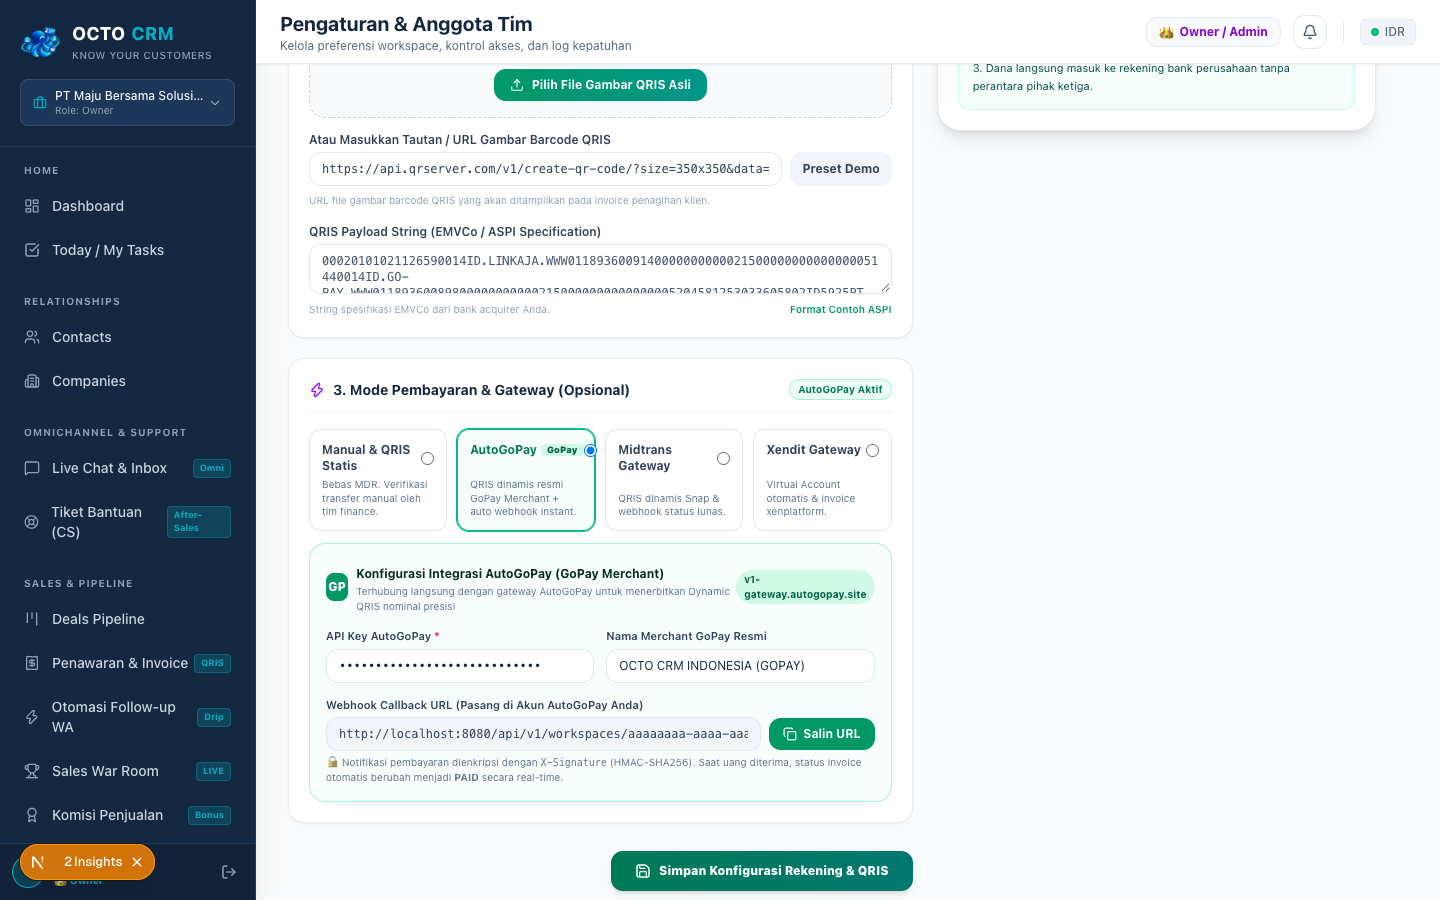 OCTO CRM
KNOW YOUR CUSTOMERS
PT Maju Bersama Solusi...
Role: Owner
HOME
Dashboard
Today / My Tasks
RELATIONSHIPS
Contacts
Companies
OMNICHANNEL & SUPPORT
Live Chat & Inbox
Omni
Tiket Bantuan
(CS)
After-
Sales
SALES & PIPELINE
Deals Pipeline
Penawaran & Invoice
QRIS
Otomasi Follow-up
WA
Drip
Sales War Room
LIVE
Komisi Penjualan
Bonus
2 Insights
Owner
Pengaturan & Anggota Tim
Kelola preferensi workspace, kontrol akses, dan log kepatuhan
Owner / Admin
IDR
Pilih File Gambar QRIS Asli
Atau Masukkan Tautan / URL Gambar Barcode QRIS
https://api.qrserver.com/v1/create-qr-code/?size=350x350&data=
Preset Demo
URL file gambar barcode QRIS yang akan ditampilkan pada invoice penagihan klien.
QRIS Payload String (EMVCo / ASPI Specification)
String spesifikasi EMVCo dari bank acquirer Anda.
Format Contoh ASPI
3. Dana langsung masuk ke rekening bank perusahaan tanpa
perantara pihak ketiga.
3. Mode Pembayaran & Gateway (Opsional)
AutoGoPay Aktif
Manual & QRIS
Statis
Bebas MDR. Verifikasi
transfer manual oleh
tim finance.
AutoGoPay
GoPay
QRIS dinamis resmi
GoPay Merchant +
auto webhook instant.
Midtrans
Gateway
QRIS dinamis Snap &
webhook status lunas.
Xendit Gateway
Virtual Account
otomatis & invoice
xenplatform.
GP
Konfigurasi Integrasi AutoGoPay (GoPay Merchant)
Terhubung langsung dengan gateway AutoGoPay untuk menerbitkan Dynamic
QRIS nominal presisi
v1-
gateway.autogopay.site
API Key AutoGoPay *
Nama Merchant GoPay Resmi
OCTO CRM INDONESIA (GOPAY)
Webhook Callback URL (Pasang di Akun AutoGoPay Anda)
http://localhost:8080/api/v1/workspaces/aaaaaaaa-aaaa-aaa
Salin URL
Notifikasi pembayaran dienkripsi dengan X-Signature (HMAC-SHA256). Saat uang diterima, status invoice
otomatis berubah menjadi PAID secara real-time.
Simpan Konfigurasi Rekening & QRIS